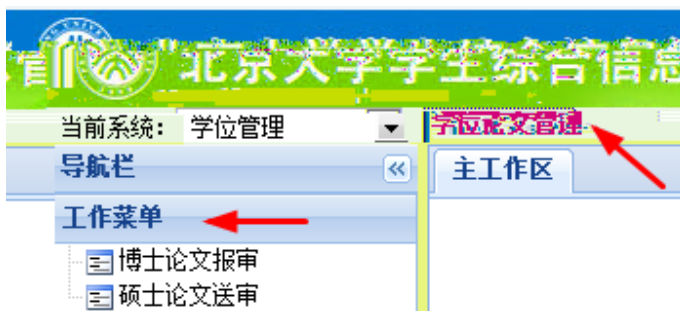 北京大学学生综合信息
当前系统： 学位管理 学位论文管理
导航栏 主工作区
工作菜单
博士论文报审
硕士论文送审